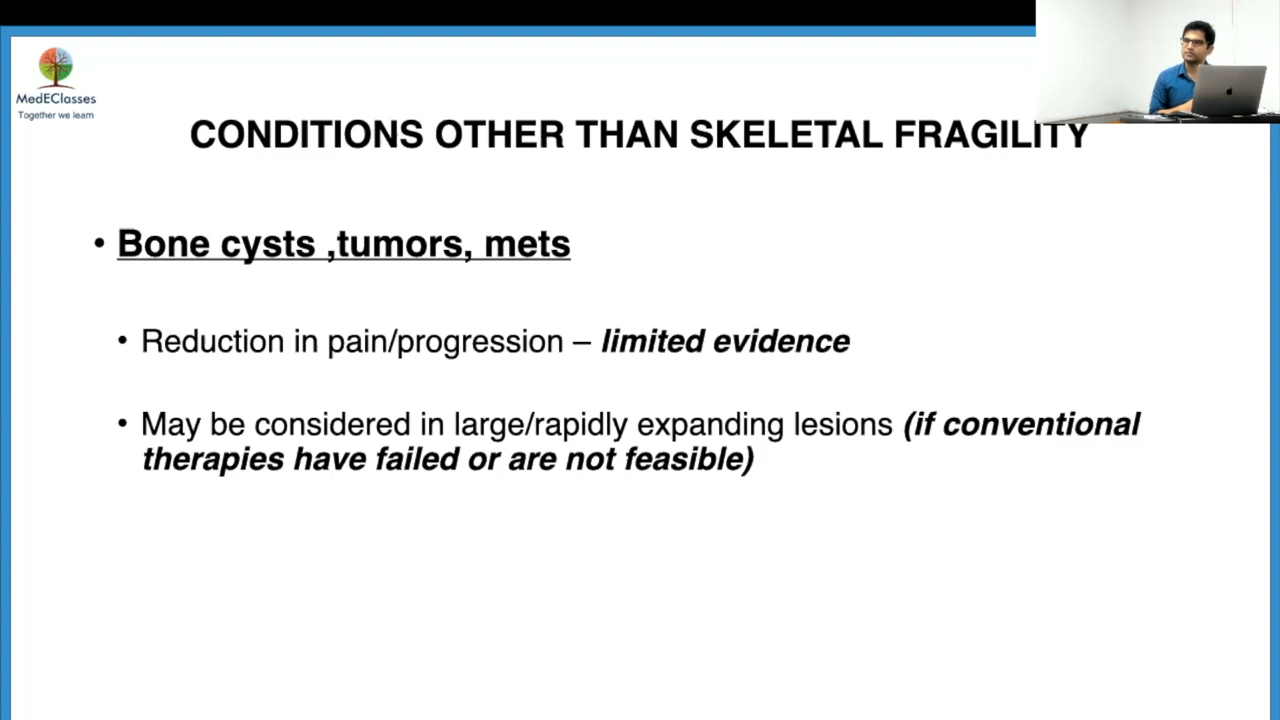 MedEClasses
Together we learn
CONDITIONS OTHER THAN SKELETAL FRAGILITY
• Bone cysts ,tumors, mets
• Reduction in pain/progression – limited evidence
• May be considered in large/rapidly expanding lesions (if conventional
therapies have failed or are not feasible)